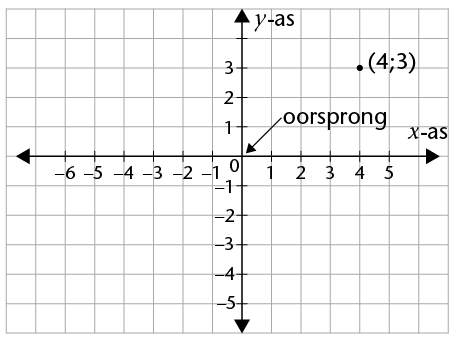 y-as
3
(4;3)
2
1
oorsprong
x-as
–6 –5 –4 –3 –2 –1 0 1 2 3 4 5
–1
–2
–3
–4
–5